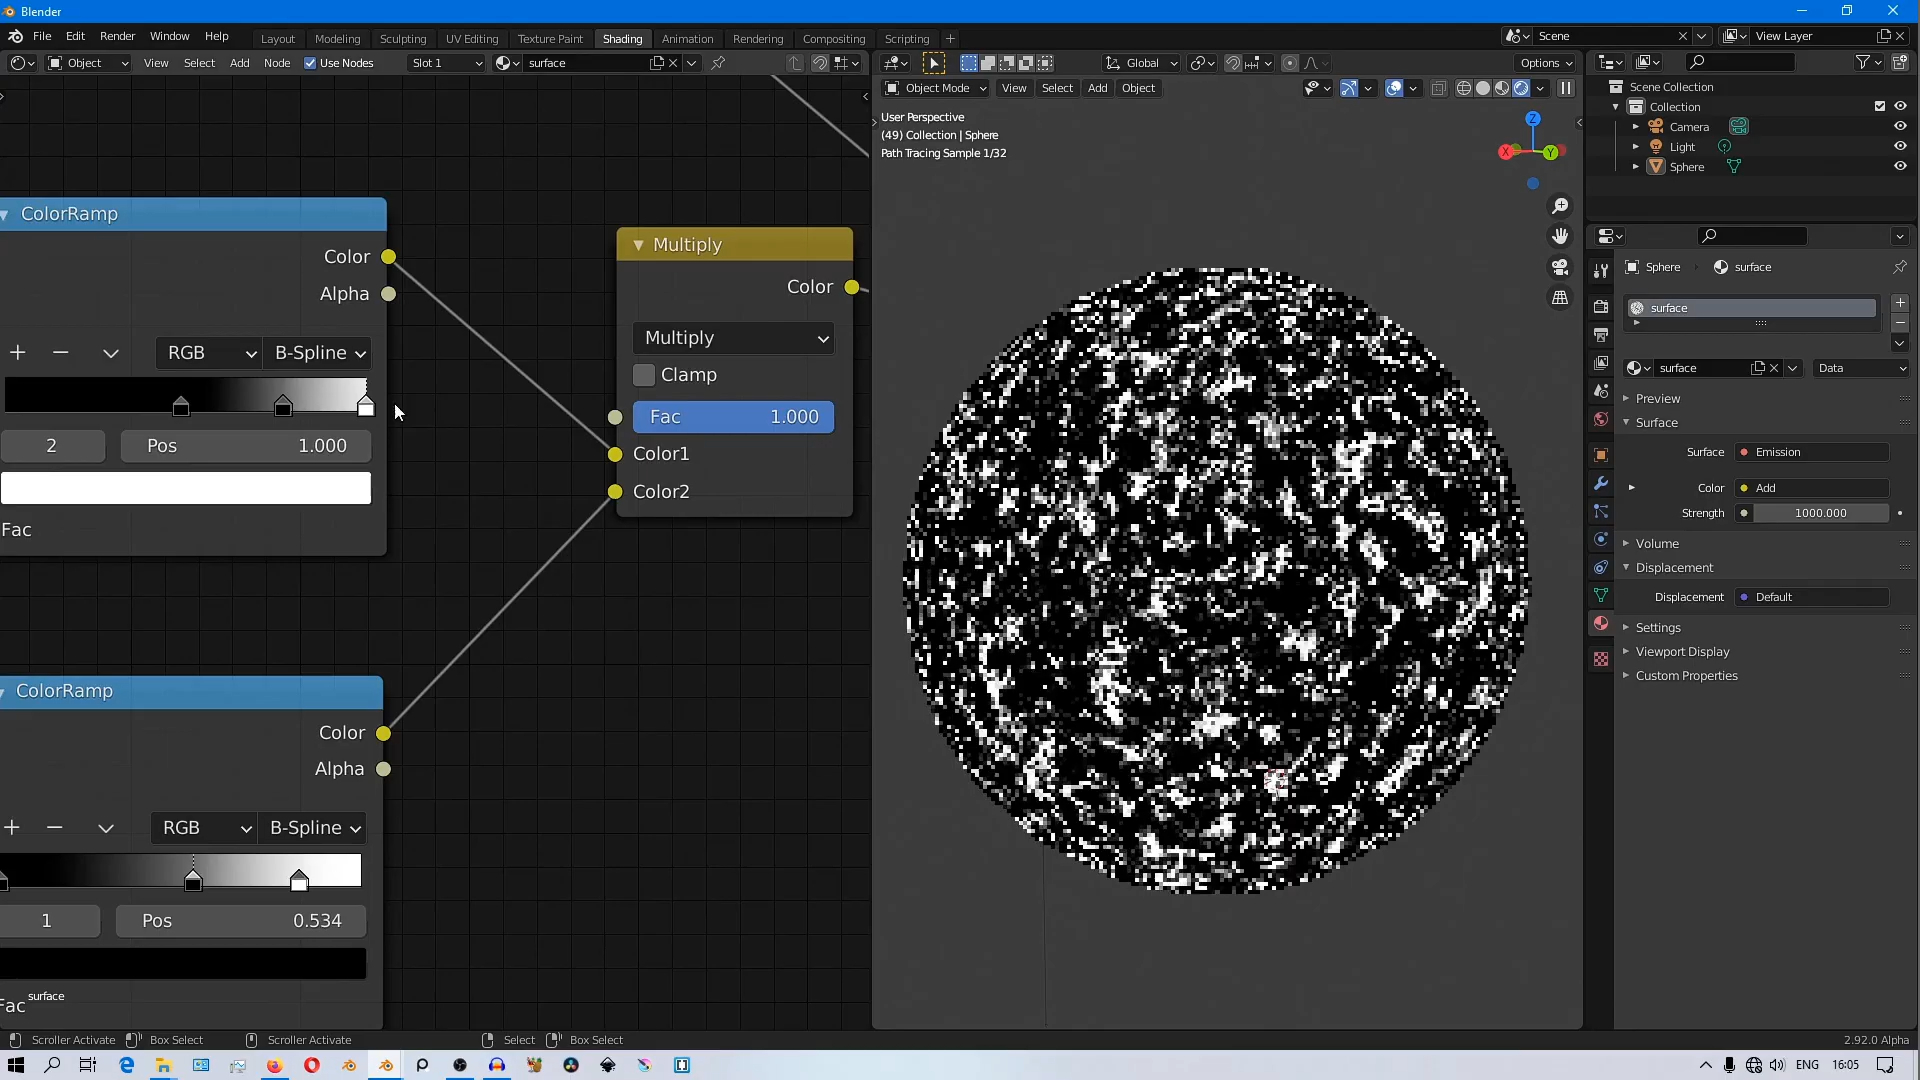 Blender
File Edit Render Window Help Layout Modeling Sculpting UV Editing Texture Paint Shading Animation Rendering Compositing Scripting + Scene View Layer
Object View Select Add Node Use Nodes Slot 1 surface Global Options
Object Mode View Select Add Object
User Perspective
(49) Collection | Sphere
Path Tracing Sample 1/32
Z
X
Y
ColorRamp
Color
Alpha
RGB B-Spline
2 Pos 1.000
Fac
Multiply
Color
Multiply
Clamp
Fac 1.000
Color1
Color2
ColorRamp
Color
Alpha
RGB B-Spline
1 Pos 0.534
Fac
surface
Scene Collection
Collection
Camera
Light
Sphere
Sphere surface
surface
surface Data
Preview
Surface
Surface Emission
Color Add
Strength 1000.000
Volume
Displacement
Displacement Default
Settings
Viewport Display
Custom Properties
Scroller Activate Box Select Scroller Activate Select Box Select 2.92.0 Alpha
ENG 16:05